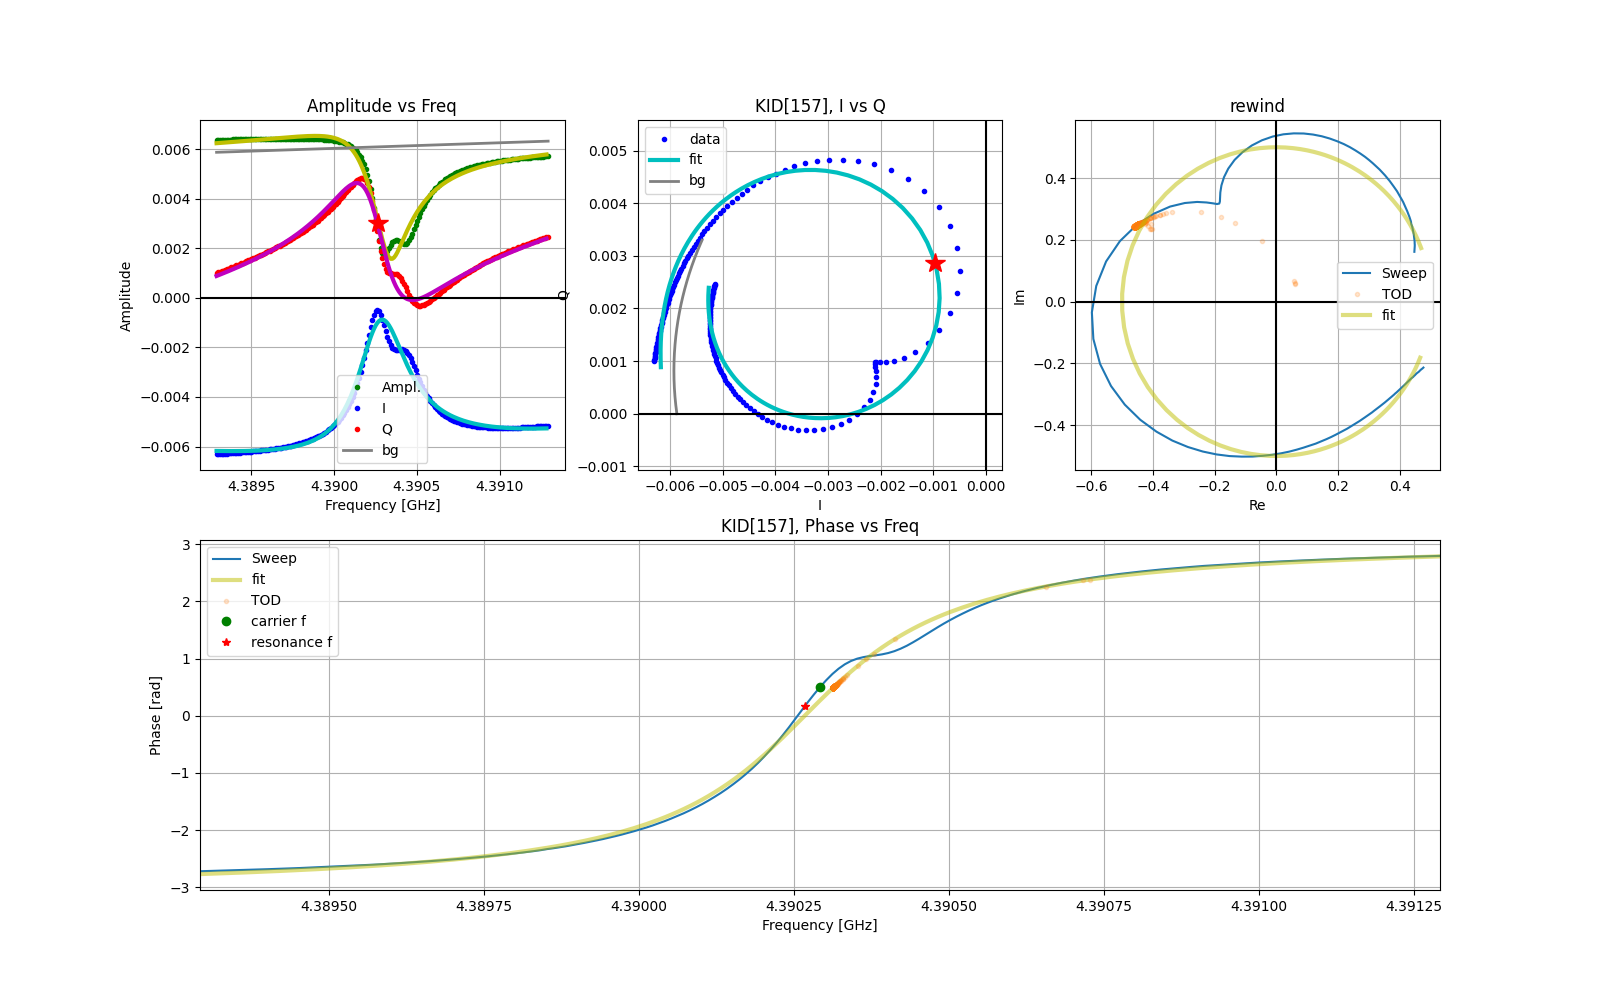 Amplitude vs Freq
Amplitude
0.006
0.004
0.002
0.000
−0.002
−0.004
−0.006
Ampl.
I
Q
bg
4.3895 4.3900 4.3905 4.3910
Frequency [GHz]
KID[157], I vs Q
Q
0.005
0.004
0.003
0.002
0.001
0.000
−0.001
data
fit
bg
−0.006 −0.005 −0.004 −0.003 −0.002 −0.001 0.000
I
rewind
Im
0.4
0.2
0.0
−0.2
−0.4
Sweep
TOD
fit
−0.6 −0.4 −0.2 0.0 0.2 0.4
Re
KID[157], Phase vs Freq
Phase [rad]
3
2
1
0
−1
−2
−3
Sweep
fit
TOD
carrier f
resonance f
4.38950 4.38975 4.39000 4.39025 4.39050 4.39075 4.39100 4.39125
Frequency [GHz]